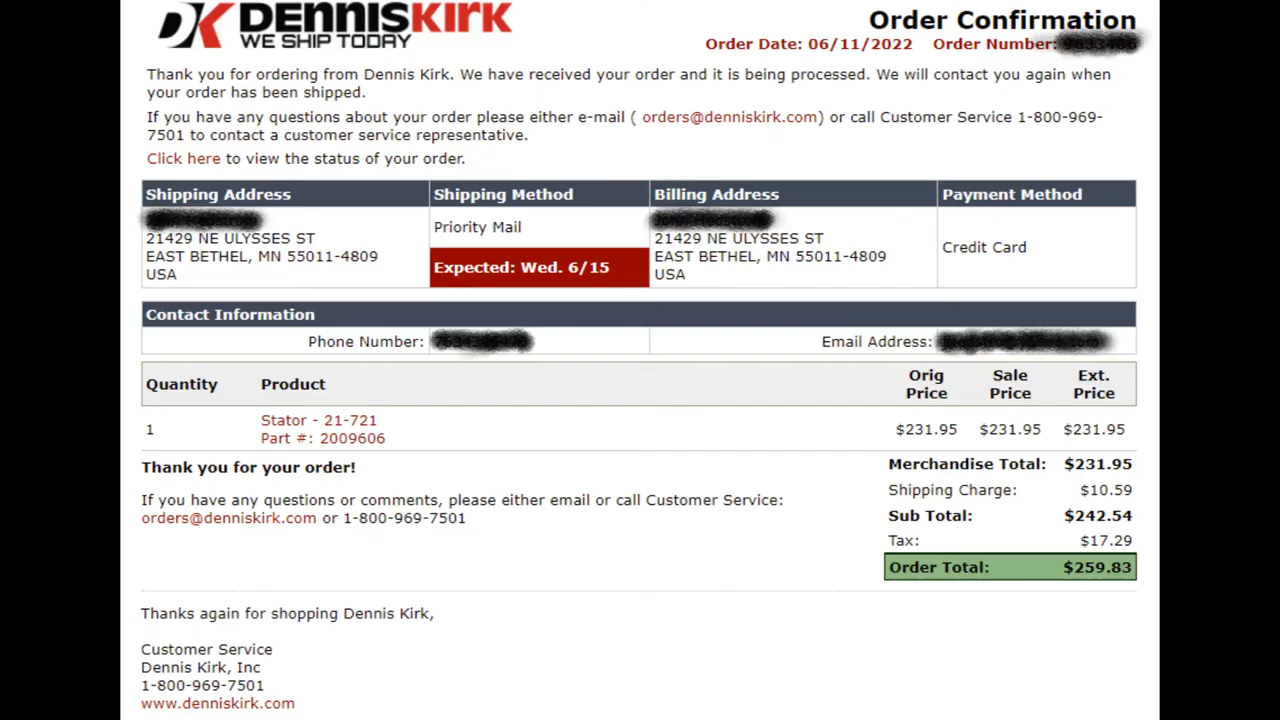 DK DENNIS KIRK
WE SHIP TODAY
Order Confirmation
Order Date: 06/11/2022 Order Number:
Thank you for ordering from Dennis Kirk. We have received your order and it is being processed. We will contact you again when
your order has been shipped.
If you have any questions about your order please either e-mail ( orders@denniskirk.com) or call Customer Service 1-800-969-
7501 to contact a customer service representative.
Click here to view the status of your order.
Shipping Address Shipping Method Billing Address Payment Method
21429 NE ULYSSES ST
EAST BETHEL, MN 55011-4809
USA
Priority Mail
Expected: Wed. 6/15
21429 NE ULYSSES ST
EAST BETHEL, MN 55011-4809
USA
Credit Card
Contact Information
Phone Number: Email Address:
Quantity Product Orig Price Sale Price Ext. Price
1 Stator - 21-721 $231.95 $231.95 $231.95
Part #: 2009606
Thank you for your order!
If you have any questions or comments, please either email or call Customer Service:
orders@denniskirk.com or 1-800-969-7501
Merchandise Total: $231.95
Shipping Charge: $10.59
Sub Total: $242.54
Tax: $17.29
Order Total: $259.83
Thanks again for shopping Dennis Kirk,
Customer Service
Dennis Kirk, Inc
1-800-969-7501
www.denniskirk.com